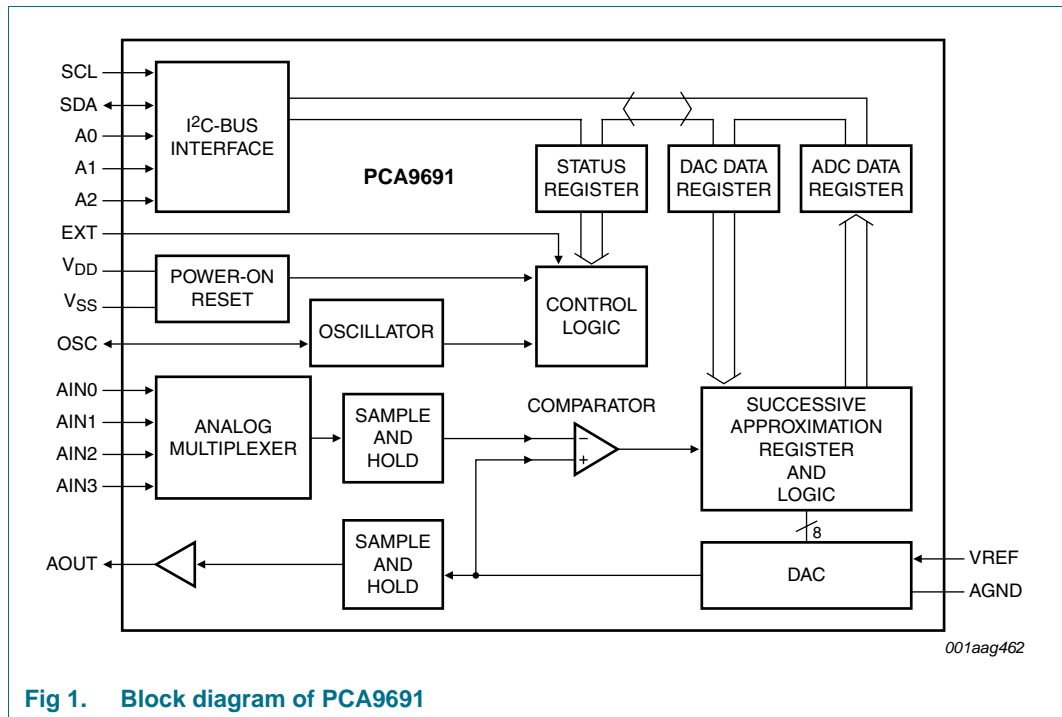 SCL
SDA
A0
A1
A2
EXT
VDD
VSS
OSC
AIN0
AIN1
AIN2
AIN3
AOUT
I2C-BUS
INTERFACE
PCA9691
STATUS
REGISTER
DAC DATA
REGISTER
ADC DATA
REGISTER
POWER-ON
RESET
OSCILLATOR
CONTROL
LOGIC
ANALOG
MULTIPLEXER
SAMPLE
AND
HOLD
COMPARATOR
−
+
SUCCESSIVE
APPROXIMATION
REGISTER
AND
LOGIC
8
SAMPLE
AND
HOLD
DAC
VREF
AGND
001aag462
Fig 1. Block diagram of PCA9691